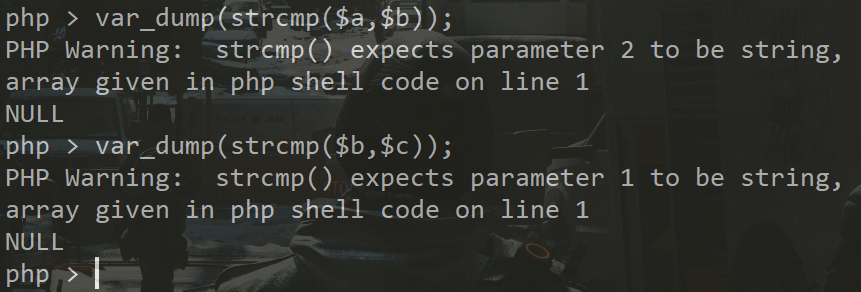 php > var_dump(strcmp($a,$b));
PHP Warning:  strcmp() expects parameter 2 to be string,
array given in php shell code on line 1
NULL
php > var_dump(strcmp($b,$c));
PHP Warning:  strcmp() expects parameter 1 to be string,
array given in php shell code on line 1
NULL
php >